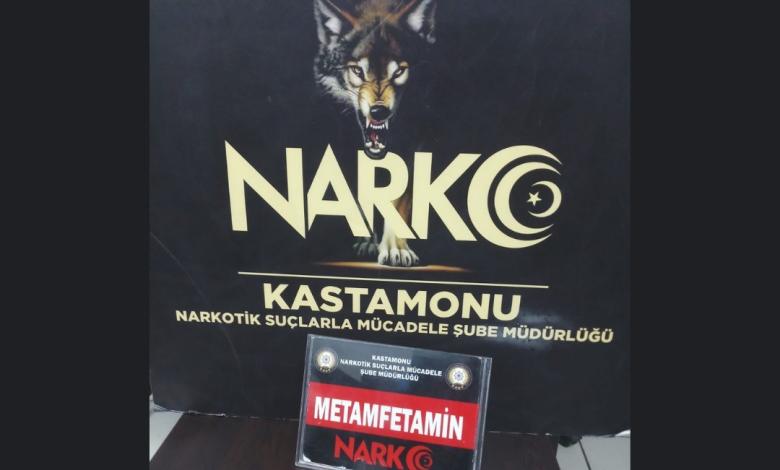 NARKO
KASTAMONU
NARKOTİK SUÇLARLA MÜCADELE ŞUBE MÜDÜRLÜĞÜ
KASTAMONU
NARKOTİK SUÇLARLA MÜCADELE
ŞUBE MÜDÜRLÜĞÜ
METAMFETAMİN
NARKO